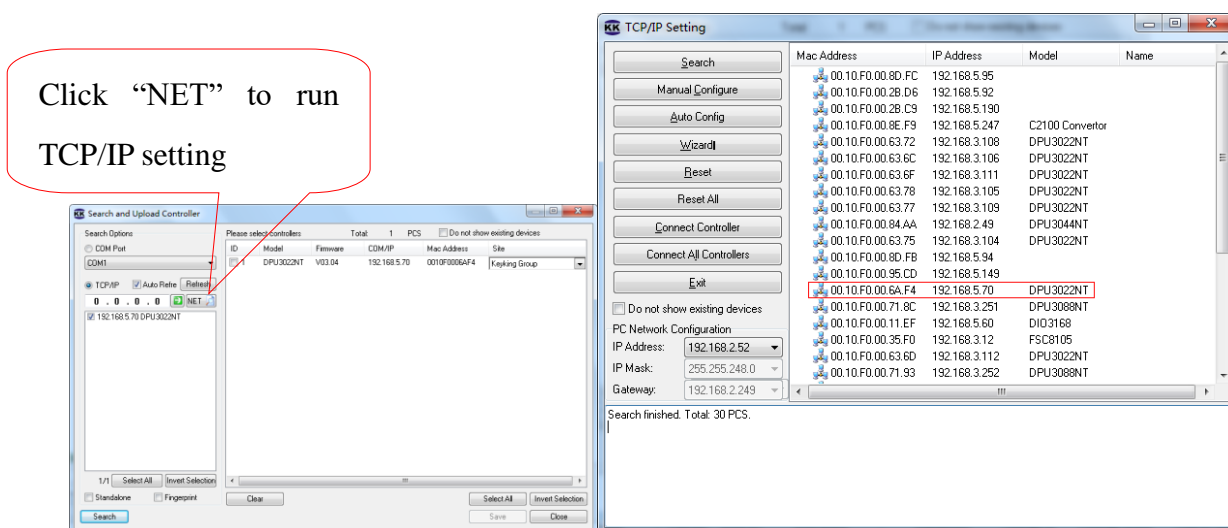 Click “NET” to run
TCP/IP setting
Search and Upload Controller
Search Options
COM Port
COM1
TCP/IP Auto Refre Refresh
0 . 0 . 0 . 0 NET
192.168.5.70 DPU3022NT
1/1 Select All Invert Selection
Standalone Fingerprint
Search
Please select controllers Total: 1 PCS Do not show existing devices
ID Model Firmware COM/IP Mac Address Site
1 DPU3022NT V03.04 192.168.5.70 0010F0006AF4 Keyking Group
Clear Select All Invert Selection
Save Close
KK TCP/IP Setting
Search
Manual Configure
Auto Config
Wizard
Reset
Reset All
Connect Controller
Connect All Controllers
Exit
Do not show existing devices
PC Network Configuration
IP Address: 192.168.2.52
IP Mask: 255.255.248.0
Gateway: 192.168.2.249
Mac Address IP Address Model Name
00.10.F0.00.8D.FC 192.168.5.95
00.10.F0.00.2B.D6 192.168.5.92
00.10.F0.00.2B.C9 192.168.5.190
00.10.F0.00.8E.F9 192.168.5.247 C2100 Convertor
00.10.F0.00.63.72 192.168.3.108 DPU3022NT
00.10.F0.00.63.6C 192.168.3.106 DPU3022NT
00.10.F0.00.63.6F 192.168.3.111 DPU3022NT
00.10.F0.00.63.78 192.168.3.105 DPU3022NT
00.10.F0.00.63.77 192.168.3.109 DPU3022NT
00.10.F0.00.84.AA 192.168.2.49 DPU3044NT
00.10.F0.00.63.75 192.168.3.104 DPU3022NT
00.10.F0.00.8D.FB 192.168.5.94
00.10.F0.00.95.CD 192.168.5.149
00.10.F0.00.6A.F4 192.168.5.70 DPU3022NT
00.10.F0.00.71.8C 192.168.3.251 DPU3088NT
00.10.F0.00.11.EF 192.168.5.60 DIO3168
00.10.F0.00.35.F0 192.168.3.12 FSC8105
00.10.F0.00.63.6D 192.168.3.112 DPU3022NT
00.10.F0.00.71.93 192.168.3.252 DPU3088NT
Search finished. Total: 30 PCS.